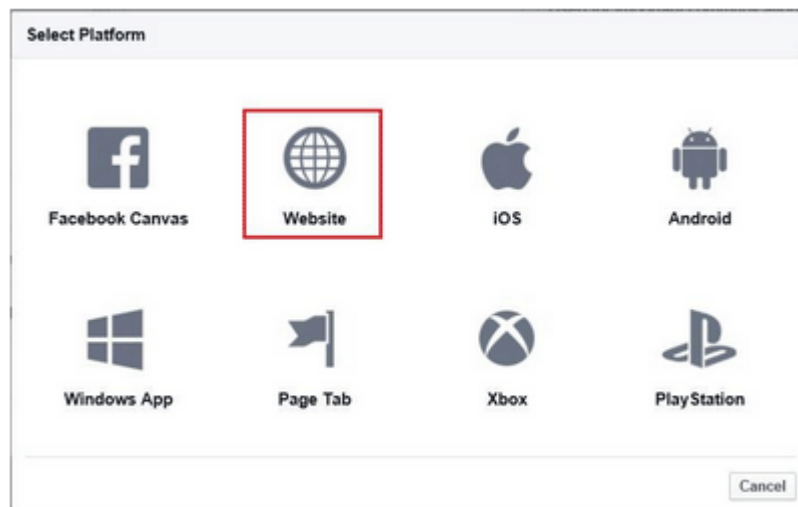 Select Platform
Facebook Canvas Website iOS Android
Windows App Page Tab Xbox PlayStation
Cancel